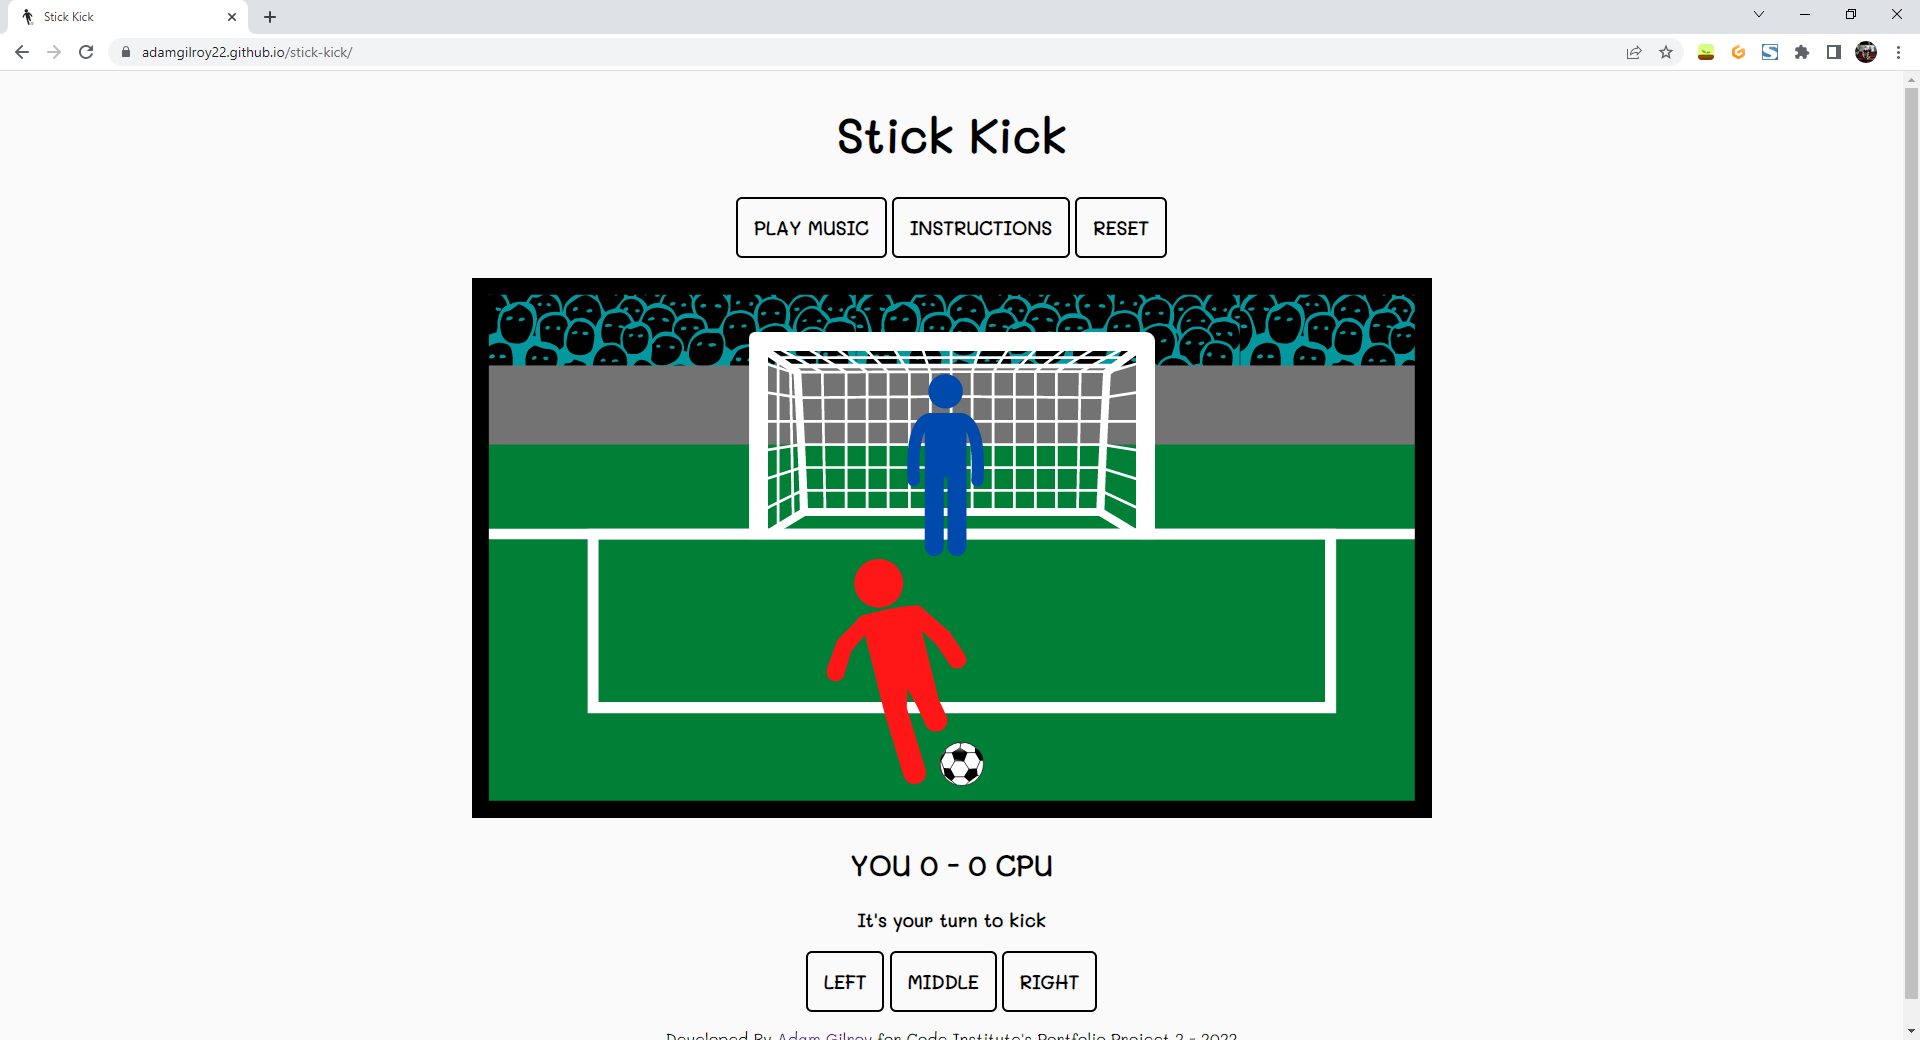 Stick Kick
adamgilroy22.github.io/stick-kick/
Stick Kick
PLAY MUSIC INSTRUCTIONS RESET
YOU 0 - 0 CPU
It's your turn to kick
LEFT MIDDLE RIGHT
Developed By Adam Gilroy for Code Institute's Portfolio Project 2 - 2022